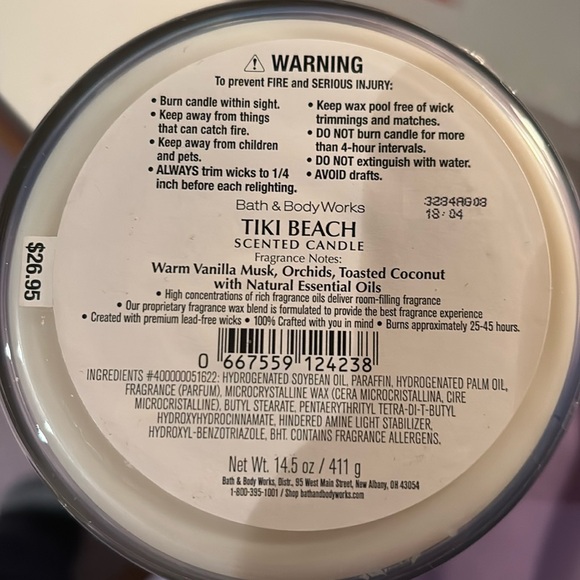 ⚠ WARNING
To prevent FIRE and SERIOUS INJURY:
• Burn candle within sight.
• Keep away from things
that can catch fire.
• Keep away from children
and pets.
• ALWAYS trim wicks to 1/4
inch before each relighting.
• Keep wax pool free of wick
trimmings and matches.
• DO NOT burn candle for more
than 4-hour intervals.
• DO NOT extinguish with water.
• AVOID drafts.
Bath & Body Works
18:04
TIKI BEACH
SCENTED CANDLE
Fragrance Notes:
Warm Vanilla Musk, Orchids, Toasted Coconut
with Natural Essential Oils
• High concentrations of rich fragrance oils deliver room-filling fragrance
• Our proprietary fragrance wax blend is formulated to provide the best fragrance experience
• Created with premium lead-free wicks • 100% Crafted with you in mind • Burns approximately 25-45 hours.
$26.95
0 667559 124238
INGREDIENTS #400000051622: HYDROGENATED SOYBEAN OIL, PARAFFIN, HYDROGENATED PALM OIL,
FRAGRANCE (PARFUM), MICROCRYSTALLINE WAX (CERA MICROCRISTALLINA, CIRE
MICROCRISTALLINE), BUTYL STEARATE, PENTAERYTHRITYL TETRA-DI-T-BUTYL
HYDROXYHYDROCINNAMATE, HINDERED AMINE LIGHT STABILIZER,
HYDROXYL-BENZOTRIAZOLE, BHT. CONTAINS FRAGRANCE ALLERGENS.
Net Wt. 14.5 oz / 411 g
Bath & Body Works, Distr., 95 West Main Street, New Albany, OH 43054
1-800-395-1001 / Shop bathandbodyworks.com